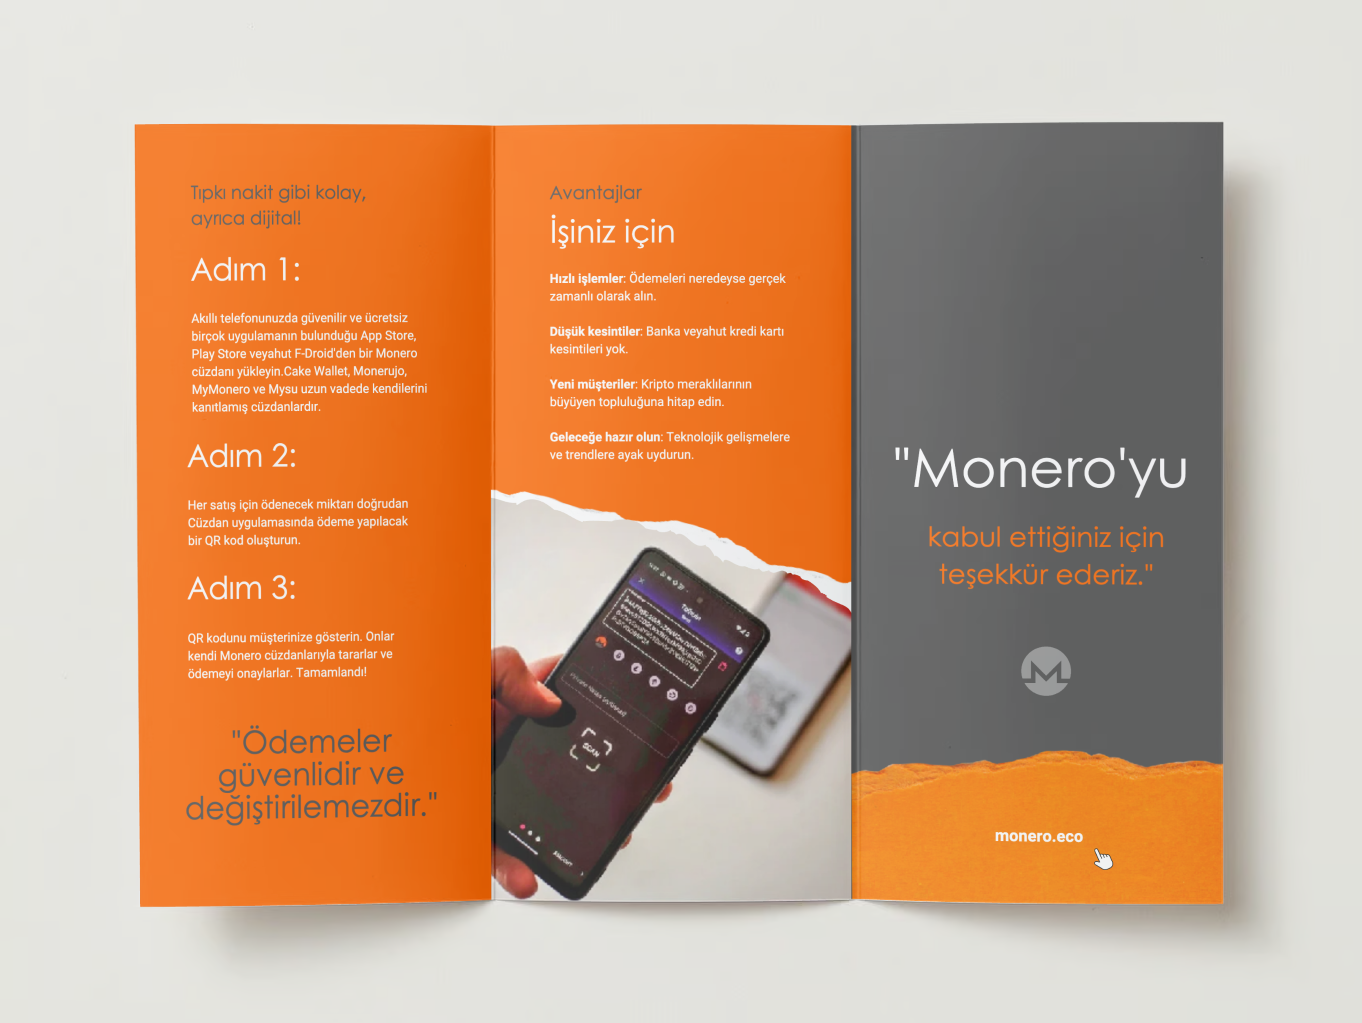 Tıpkı nakit gibi kolay,
ayrıca dijital!
Adım 1:
Akıllı telefonunuzda güvenilir ve ücretsiz
birçok uygulamanın bulunduğu App Store,
Play Store veyahut F-Droid'den bir Monero
cüzdanı yükleyin.Cake Wallet, Monerujo,
MyMonero ve Mysu uzun vadede kendilerini
kanıtlamış cüzdanlardır.
Adım 2:
Her satış için ödenecek miktarı doğrudan
Cüzdan uygulamasında ödeme yapılacak
bir QR kod oluşturun.
Adım 3:
QR kodunu müşterinize gösterin. Onlar
kendi Monero cüzdanlarıyla tararlar ve
ödemeyi onaylarlar. Tamamlandı!
"Ödemeler
güvenlidir ve
değiştirilemezdir."
Avantajlar
İşiniz için
Hızlı işlemler: Ödemeleri neredeyse gerçek
zamanlı olarak alın.
Düşük kesintiler: Banka veyahut kredi kartı
kesintileri yok.
Yeni müşteriler: Kripto meraklılarının
büyüyen topluluğuna hitap edin.
Geleceğe hazır olun: Teknolojik gelişmelere
ve trendlere ayak uydurun.
SCAN
"Monero'yu
kabul ettiğiniz için
teşekkür ederiz."
monero.eco